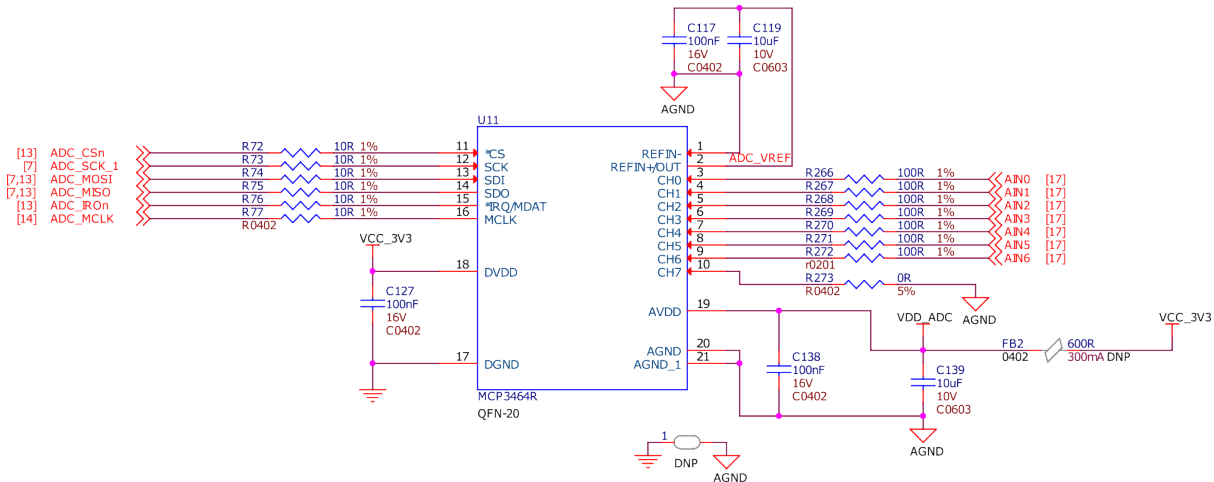 C117
100nF
16V
C0402
C119
10uF
10V
C0603
AGND
U11
[13] ADC_CSn R72 10R 1% 11 *CS
[7] ADC_SCK_1 R73 10R 1% 12 SCK
[7,13] ADC_MOSI R74 10R 1% 13 SDI
[7,13] ADC_MISO R75 10R 1% 14 SDO
[13] ADC_IRQn R76 10R 1% 15 *IRQ/MDAT
[14] ADC_MCLK R77 10R 1% 16 MCLK
R0402
REFIN- 1
REFIN+/OUT 2 ADC_VREF
CH0 3 R266 100R 1% AIN0 [17]
CH1 4 R267 100R 1% AIN1 [17]
CH2 5 R268 100R 1% AIN2 [17]
CH3 6 R269 100R 1% AIN3 [17]
CH4 7 R270 100R 1% AIN4 [17]
CH5 8 R271 100R 1% AIN5 [17]
CH6 9 R272 100R 1% AIN6 [17]
r0201
CH7 10 R273 0R
R0402 5%
AGND
VCC_3V3
18 DVDD
C127
100nF
16V
C0402
17 DGND
AVDD 19
VDD_ADC
VCC_3V3
AGND 20
AGND_1 21
FB2 600R
0402 300mA DNP
C138
100nF
16V
C0402
C139
10uF
10V
C0603
AGND
MCP3464R
QFN-20
1
DNP
AGND